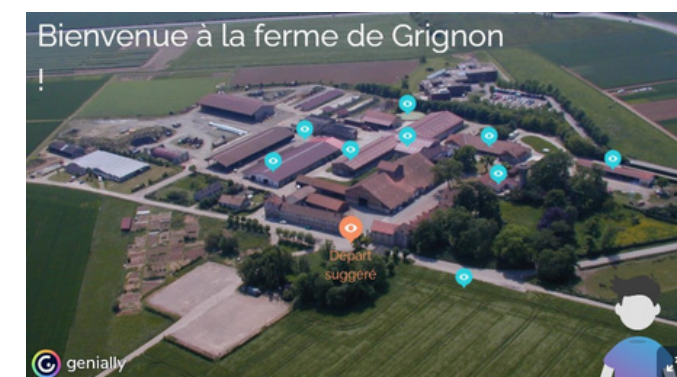 Bienvenue à la ferme de Grignon
!
Départ
suggéré
genially